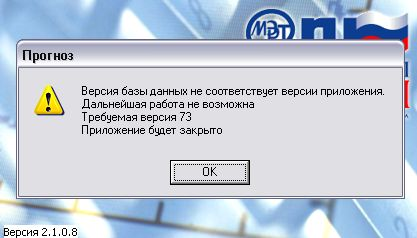 МЭТ
Прогноз
Версия базы данных не соответствует версии приложения.
Дальнейшая работа не возможна
Требуемая версия 73
Приложение будет закрыто
OK
Версия 2.1.0.8